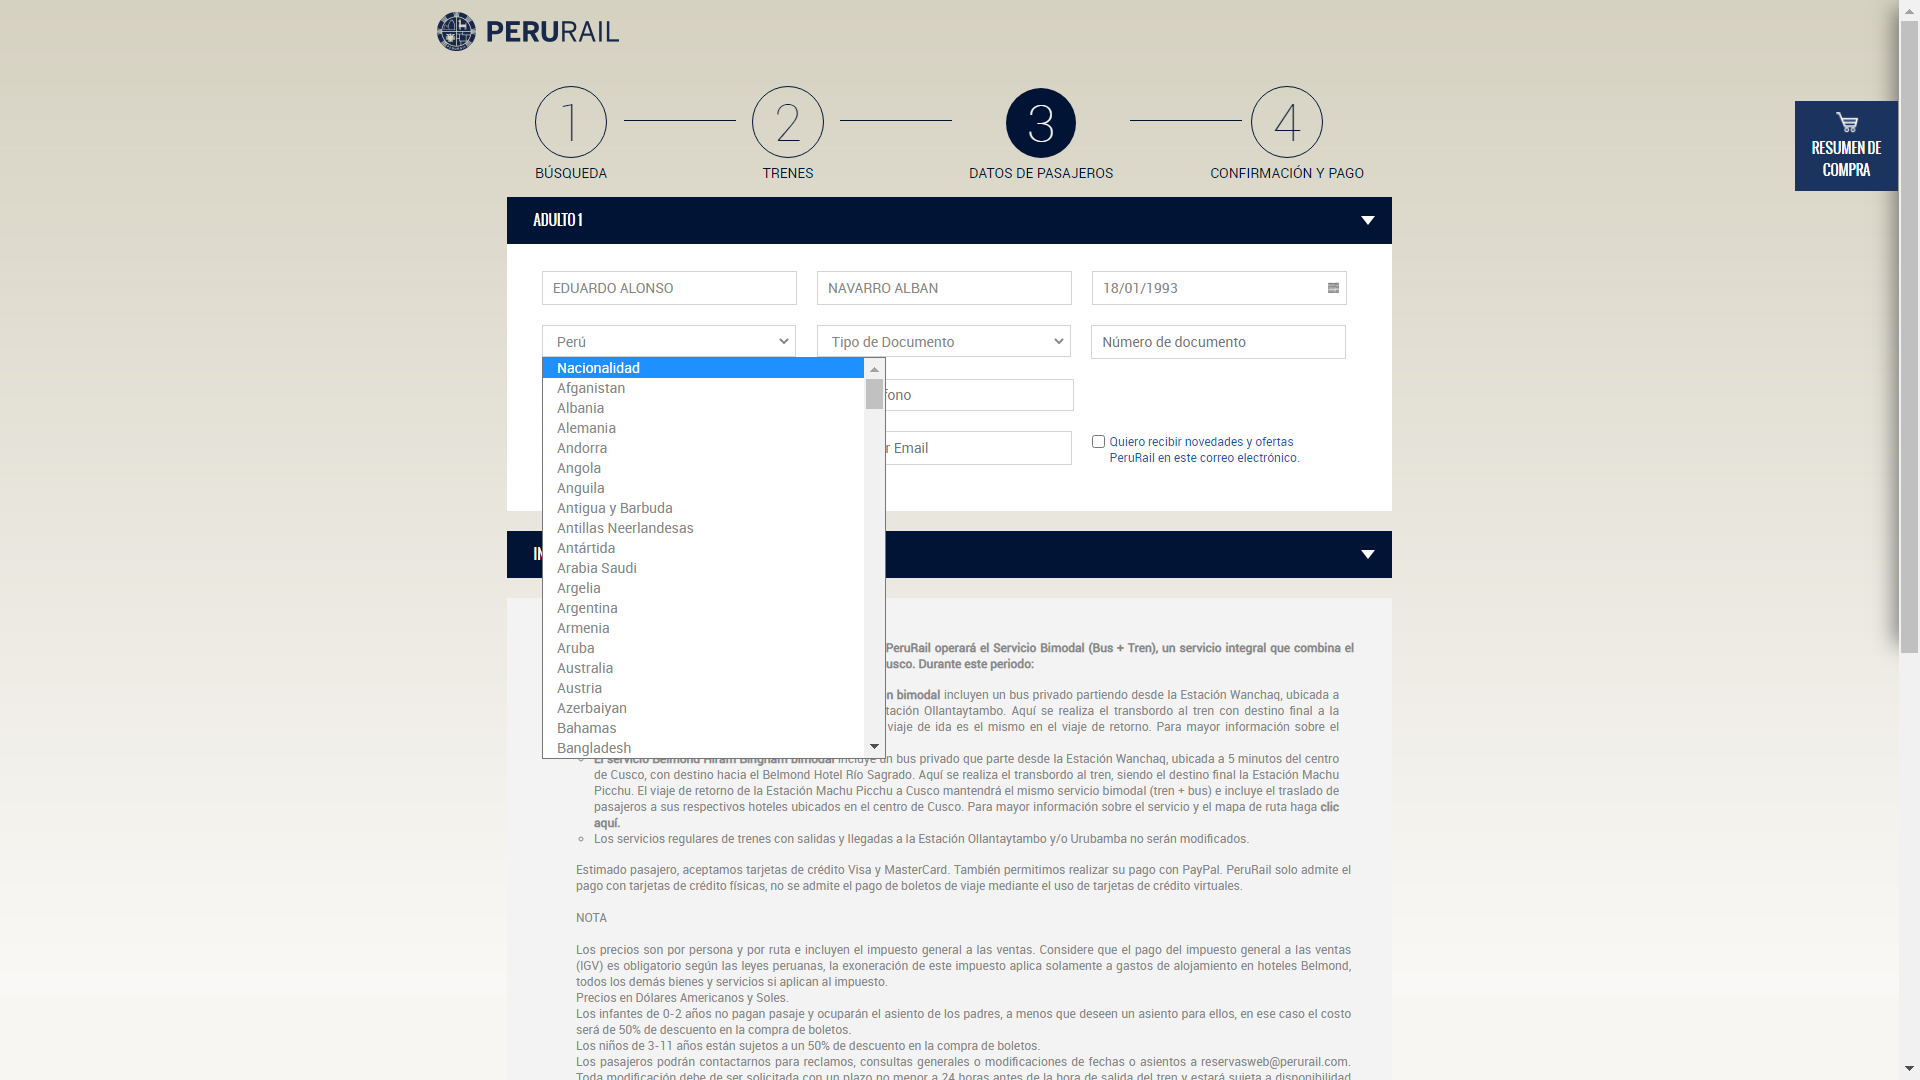 PERURAIL
1
2
3
4
BÚSQUEDA
TRENES
DATOS DE PASAJEROS
CONFIRMACIÓN Y PAGO
RESUMEN DE
COMPRA
ADULTO 1
EDUARDO ALONSO
NAVARRO ALBAN
18/01/1993
Perú
Tipo de Documento
Número de documento
Nacionalidad
Afganistan
Albania
Alemania
Andorra
Angola
Anguila
Antigua y Barbuda
Antillas Neerlandesas
Antártida
Arabia Saudi
Argelia
Argentina
Armenia
Aruba
Australia
Austria
Azerbaiyan
Bahamas
Bangladesh
fono
r Email
Quiero recibir novedades y ofertas
PeruRail en este correo electrónico.
PeruRail operará el Servicio Bimodal (Bus + Tren), un servicio integral que combina el
usco. Durante este periodo:
n bimodal incluyen un bus privado partiendo desde la Estación Wanchaq, ubicada a
tación Ollantaytambo. Aquí se realiza el transbordo al tren con destino final a la
viaje de ida es el mismo en el viaje de retorno. Para mayor información sobre el
El servicio Belmond Hiram Bingham bimodal incluye un bus privado que parte desde la Estación Wanchaq, ubicada a 5 minutos del centro
de Cusco, con destino hacia el Belmond Hotel Río Sagrado. Aquí se realiza el transbordo al tren, siendo el destino final la Estación Machu
Picchu. El viaje de retorno de la Estación Machu Picchu a Cusco mantendrá el mismo servicio bimodal (tren + bus) e incluye el traslado de
pasajeros a sus respectivos hoteles ubicados en el centro de Cusco. Para mayor información sobre el servicio y el mapa de ruta haga clic
aquí.
Los servicios regulares de trenes con salidas y llegadas a la Estación Ollantaytambo y/o Urubamba no serán modificados.
Estimado pasajero, aceptamos tarjetas de crédito Visa y MasterCard. También permitimos realizar su pago con PayPal. PeruRail solo admite el
pago con tarjetas de crédito físicas, no se admite el pago de boletos de viaje mediante el uso de tarjetas de crédito virtuales.
NOTA
Los precios son por persona y por ruta e incluyen el impuesto general a las ventas. Considere que el pago del impuesto general a las ventas
(IGV) es obligatorio según las leyes peruanas, la exoneración de este impuesto aplica solamente a gastos de alojamiento en hoteles Belmond,
todos los demás bienes y servicios si aplican al impuesto.
Precios en Dólares Americanos y Soles.
Los infantes de 0-2 años no pagan pasaje y ocuparán el asiento de los padres, a menos que deseen un asiento para ellos, en ese caso el costo
será de 50% de descuento en la compra de boletos.
Los niños de 3-11 años están sujetos a un 50% de descuento en la compra de boletos.
Los pasajeros podrán contactarnos para reclamos, consultas generales o modificaciones de fechas o asientos a reservasweb@perurail.com.
Toda modificación debe de ser solicitada con un plazo no menor a 24 horas antes de la hora de salida del tren y estará sujeta a disponibilidad